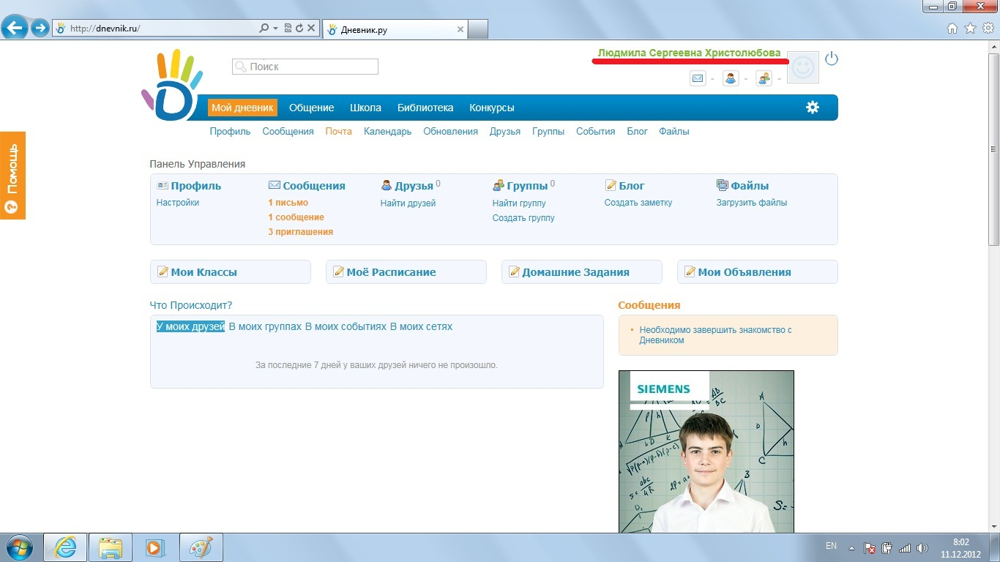 http://dnevnik.ru/
Дневник.ру
Людмила Сергеевна Христолюбова
Поиск
Мой дневник Общение Школа Библиотека Конкурсы
Профиль Сообщения Почта Календарь Обновления Друзья Группы События Блог Файлы
Помощь
Панель Управления
Профиль Сообщения Друзья 0 Группы 0 Блог Файлы
Настройки 1 письмо Найти друзей Найти группу Создать заметку Загрузить файлы
1 сообщение Создать группу
3 приглашения
Мои Классы Моё Расписание Домашние Задания Мои Объявления
Что Происходит?
У моих друзей В моих группах В моих событиях В моих сетях
За последние 7 дней у ваших друзей ничего не произошло.
Сообщения
Необходимо завершить знакомство с
Дневником
SIEMENS
EN
8:02
11.12.2012